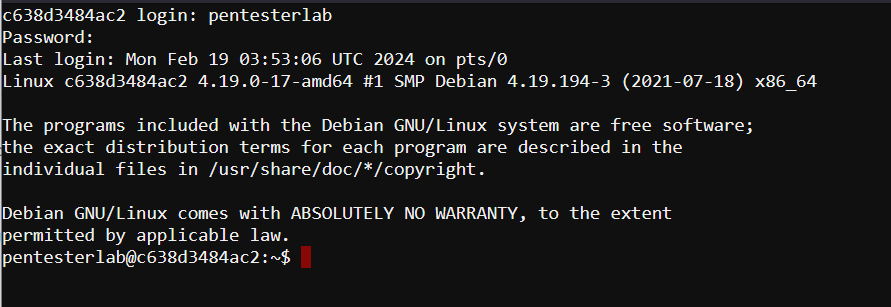 c638d3484ac2 login: pentesterlab
Password:
Last login: Mon Feb 19 03:53:06 UTC 2024 on pts/0
Linux c638d3484ac2 4.19.0-17-amd64 #1 SMP Debian 4.19.194-3 (2021-07-18) x86_64
The programs included with the Debian GNU/Linux system are free software;
the exact distribution terms for each program are described in the
individual files in /usr/share/doc/*/copyright.
Debian GNU/Linux comes with ABSOLUTELY NO WARRANTY, to the extent
permitted by applicable law.
pentesterlab@c638d3484ac2:~$